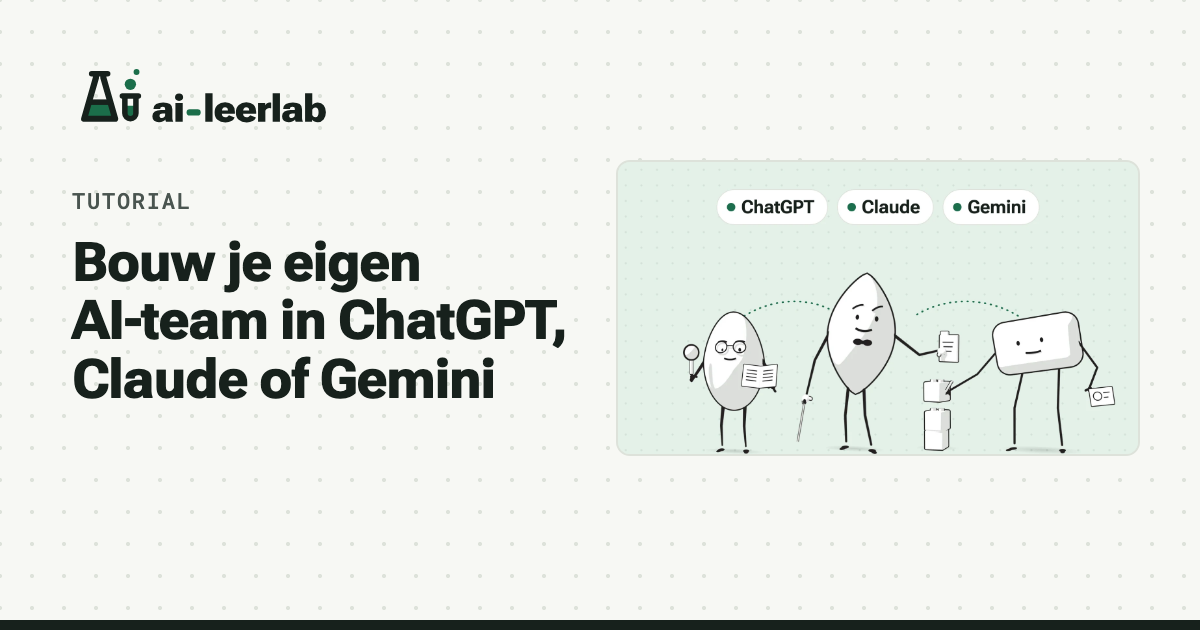 ai-leerlab
TUTORIAL
Bouw je eigen
AI-team in ChatGPT,
Claude of Gemini
ChatGPT
Claude
Gemini